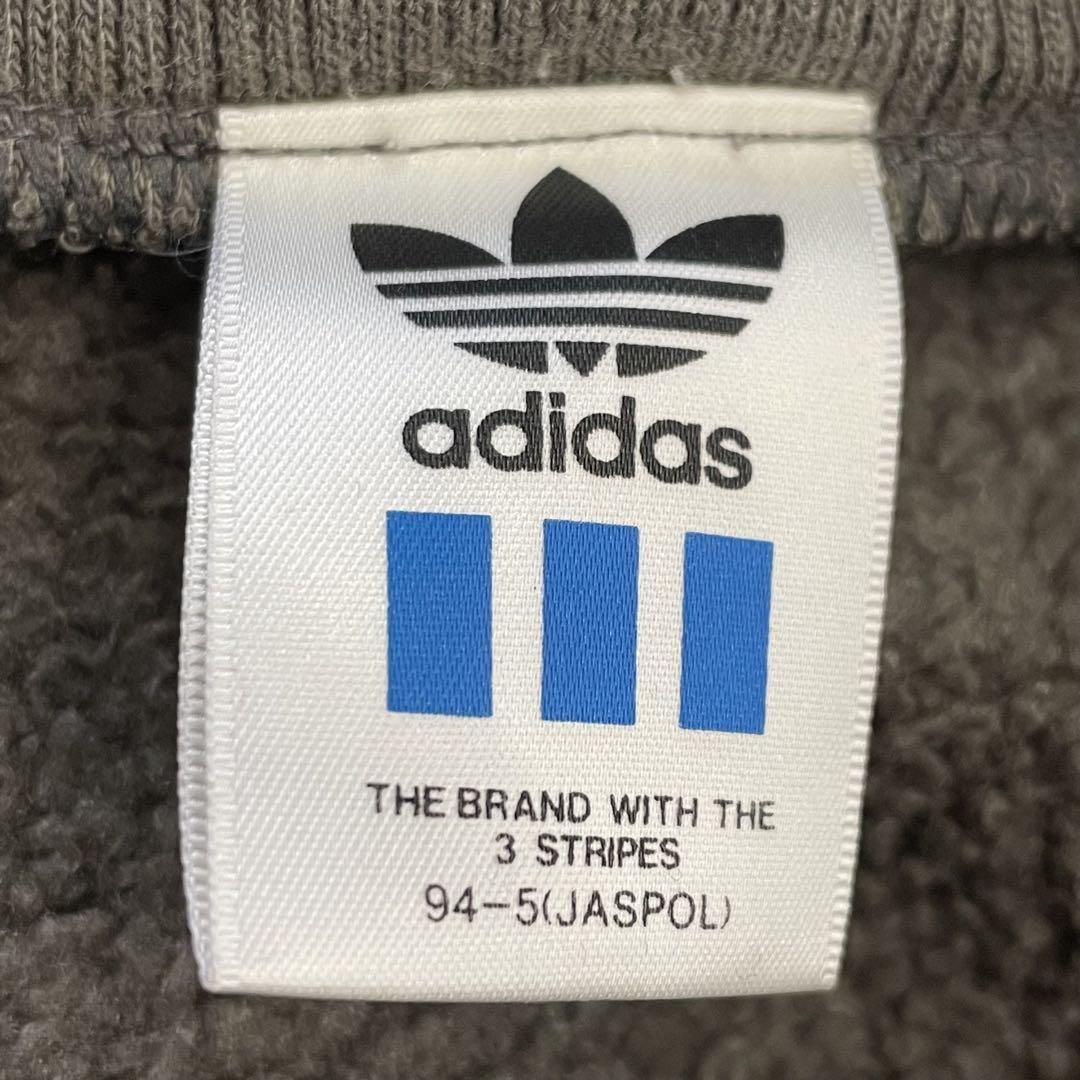 adidas
THE BRAND WITH THE
3 STRIPES
94-5(JASPOL)